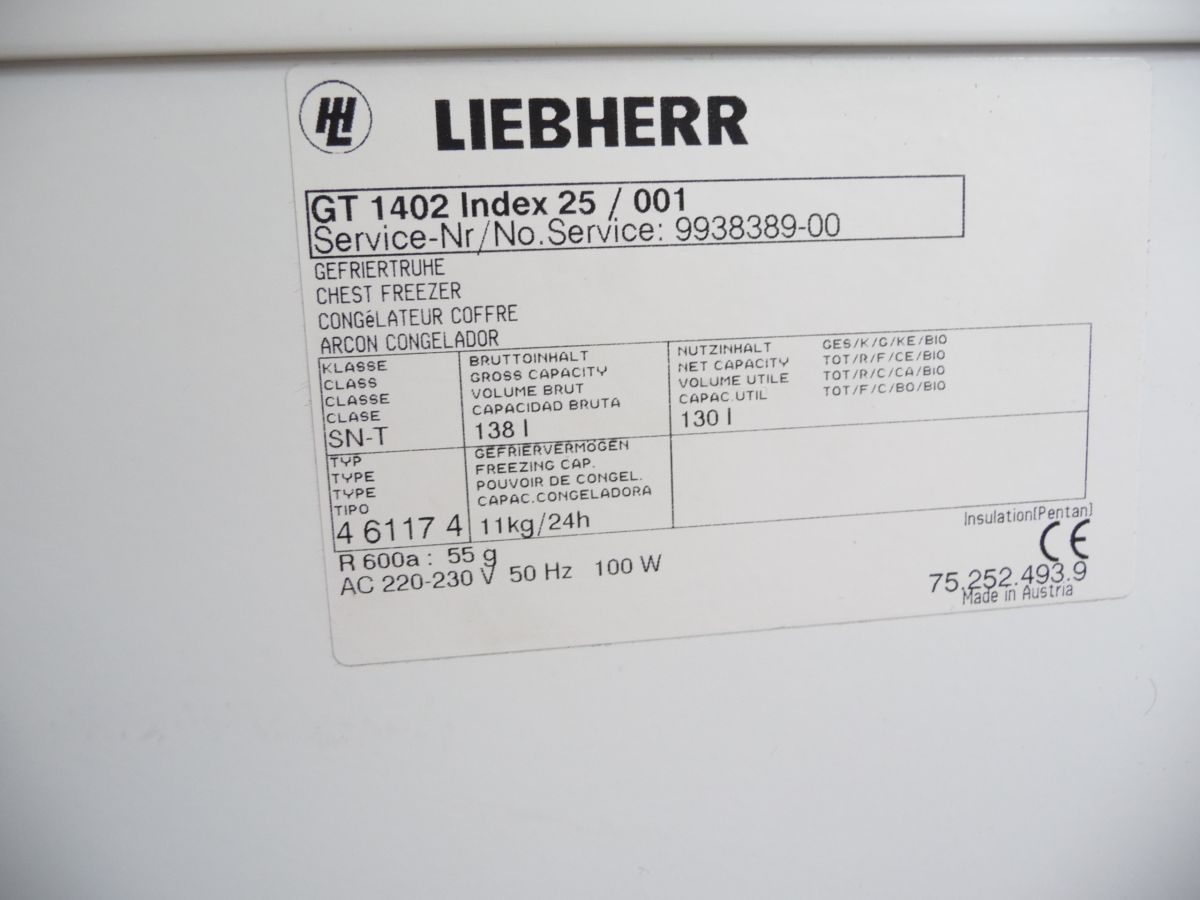 HLH LIEBHERR
GT 1402 Index 25 / 001
Service-Nr/No.Service: 9938389-00
GEFRIERTRUHE
CHEST FREEZER
CONGéLATEUR COFFRE
ARCON CONGELADOR
KLASSE BRUTTOINHALT NUTZINHALT GES/K/G/KE/BIO
CLASS GROSS CAPACITY NET CAPACITY TOT/R/F/CE/BIO
CLASSE VOLUME BRUT VOLUME UTILE TOT/R/C/CA/BIO
CLASE CAPACIDAD BRUTA CAPAC.UTIL TOT/F/C/BO/BIO
SN-T 138 l 130 l
TYP GEFRIERVERMÖGEN
TYPE FREEZING CAP.
TYPE POUVOIR DE CONGEL.
TIPO CAPAC.CONGELADORA
4 61117 4 11kg/24h
Insulation(Pentan)
R 600a : 55 g CE
AC 220-230 V 50 Hz 100 W 75.252.493.9
Made in Austria